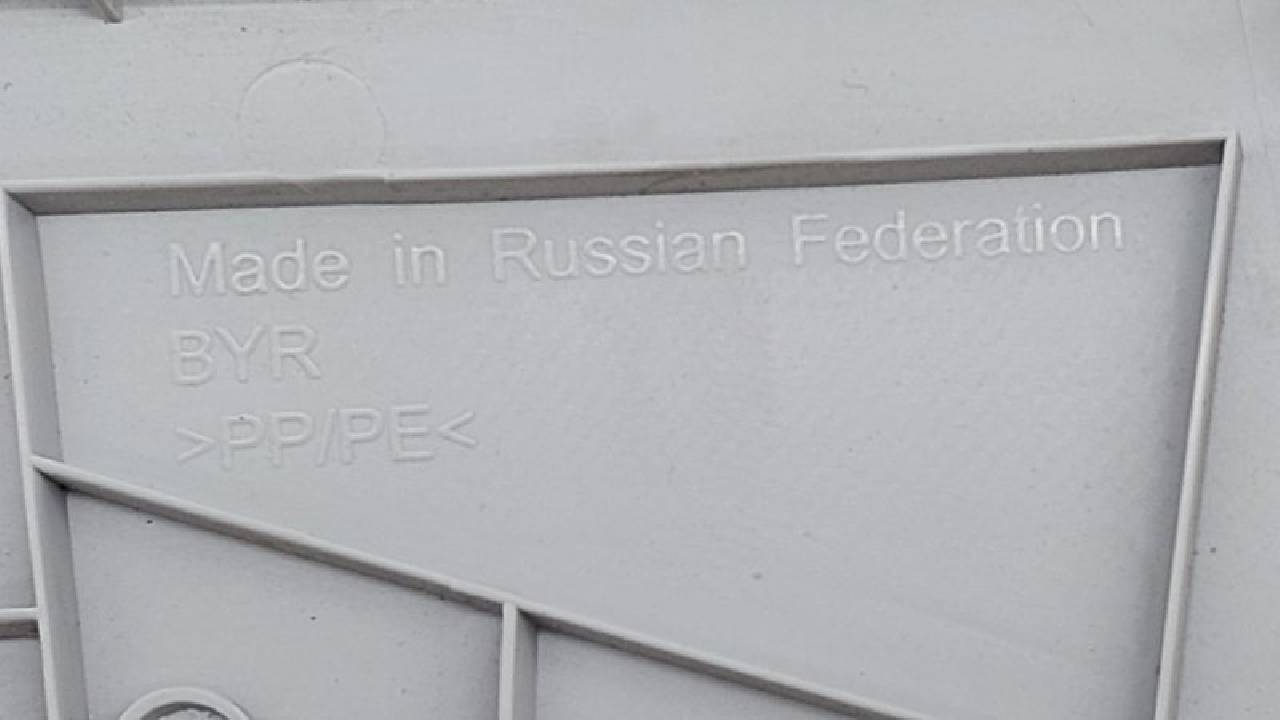 Made in Russian Federation
BYR
>PP/PE<